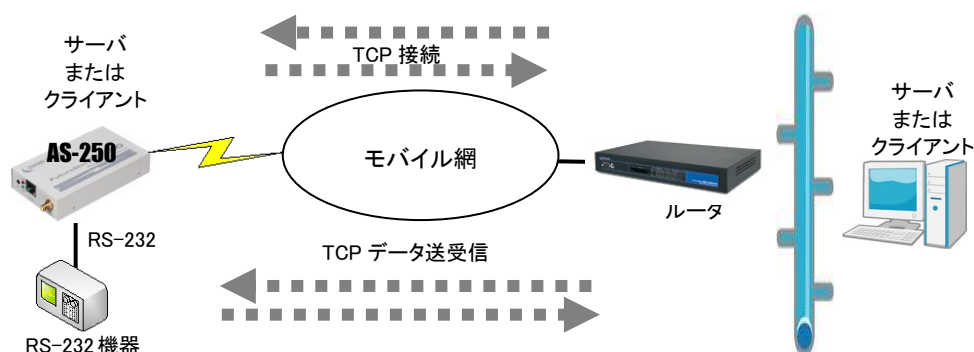 サーバ
または
クライアント
TCP 接続
AS-250
モバイル網
ルータ
サーバ
または
クライアント
RS-232
TCP データ送受信
RS-232 機器